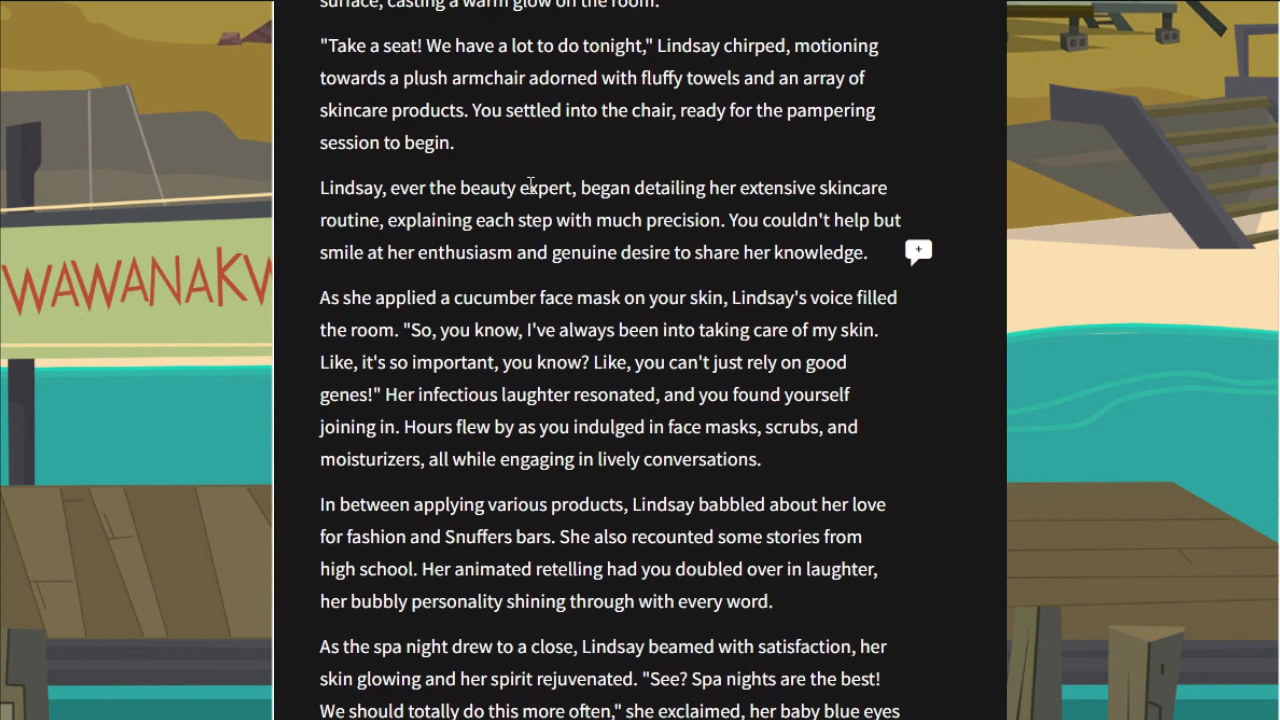 surface, casting a warm glow on the room.
"Take a seat! We have a lot to do tonight," Lindsay chirped, motioning
towards a plush armchair adorned with fluffy towels and an array of
skincare products. You settled into the chair, ready for the pampering
session to begin.
Lindsay, ever the beauty expert, began detailing her extensive skincare
routine, explaining each step with much precision. You couldn't help but
smile at her enthusiasm and genuine desire to share her knowledge.
+
As she applied a cucumber face mask on your skin, Lindsay's voice filled
the room. "So, you know, I've always been into taking care of my skin.
Like, it's so important, you know? Like, you can't just rely on good
genes!" Her infectious laughter resonated, and you found yourself
joining in. Hours flew by as you indulged in face masks, scrubs, and
moisturizers, all while engaging in lively conversations.
In between applying various products, Lindsay babbled about her love
for fashion and Snuffers bars. She also recounted some stories from
high school. Her animated retelling had you doubled over in laughter,
her bubbly personality shining through with every word.
As the spa night drew to a close, Lindsay beamed with satisfaction, her
skin glowing and her spirit rejuvenated. "See? Spa nights are the best!
We should totally do this more often," she exclaimed, her baby blue eyes
WAWANAKW